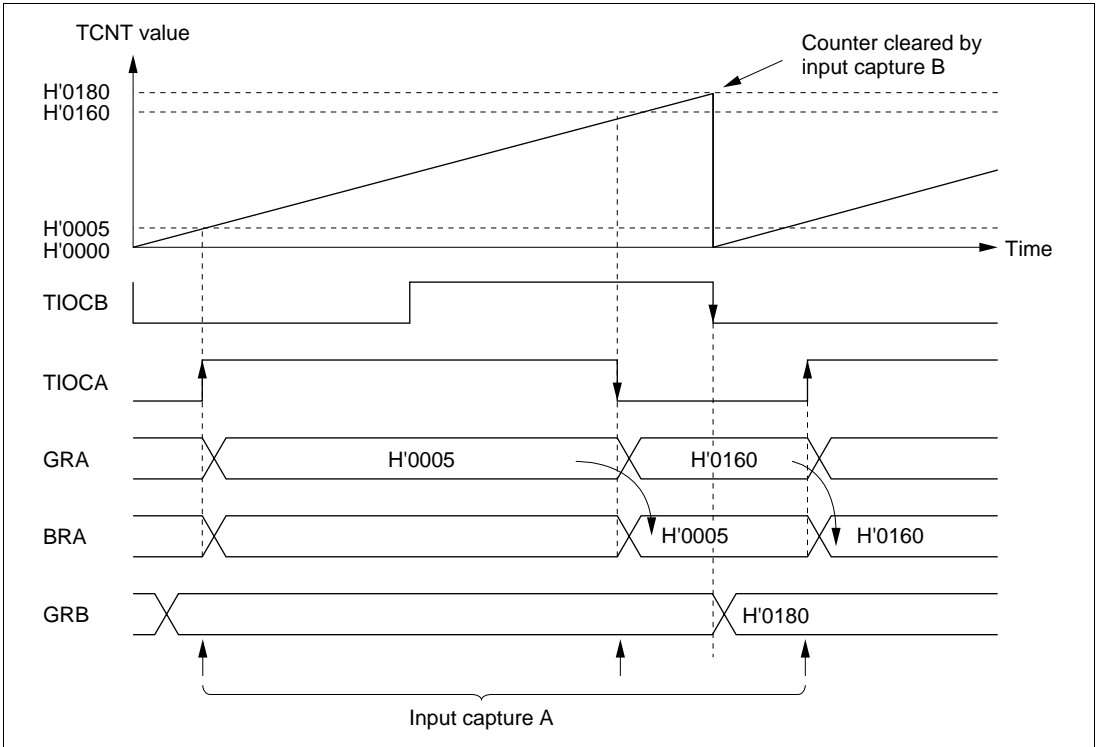 TCNT value
Counter cleared by
input capture B
H'0180
H'0160
H'0005
H'0000
Time
TIOCB
TIOCA
GRA
H'0005
H'0160
BRA
H'0005
H'0160
GRB
H'0180
Input capture A